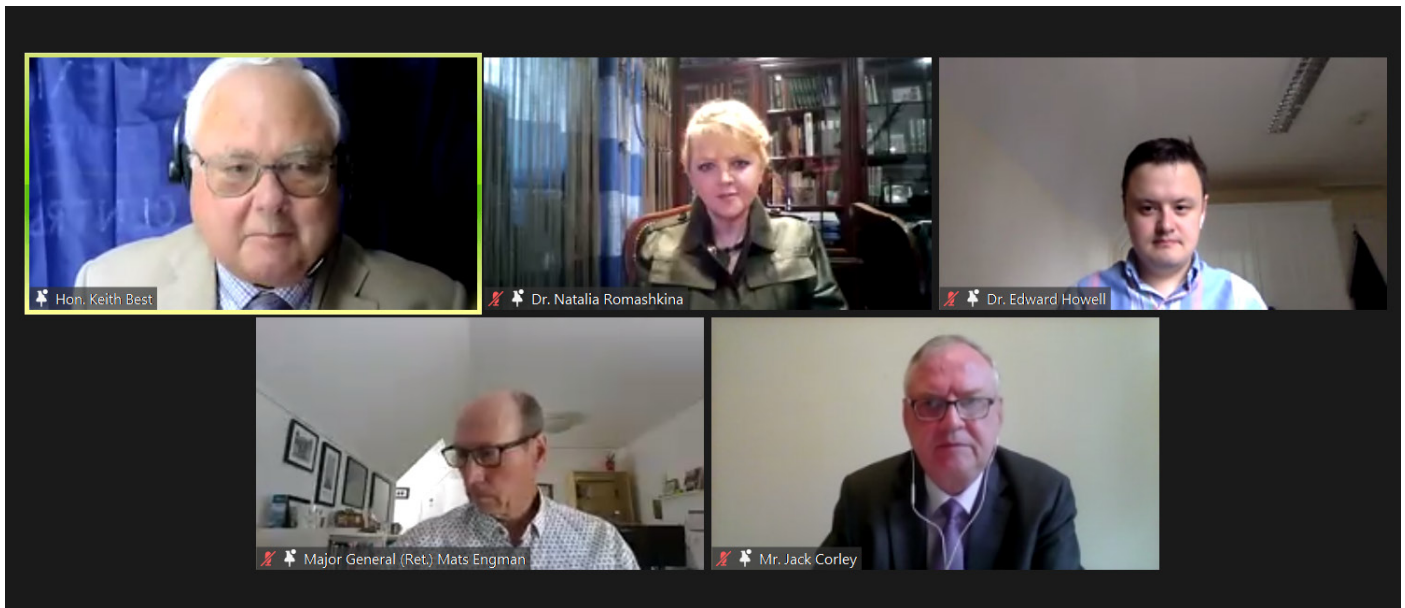 Hon. Keith Best
Dr. Natalia Romashkina
Dr. Edward Howell
Major General (Ret.) Mats Engman
Mr. Jack Corley